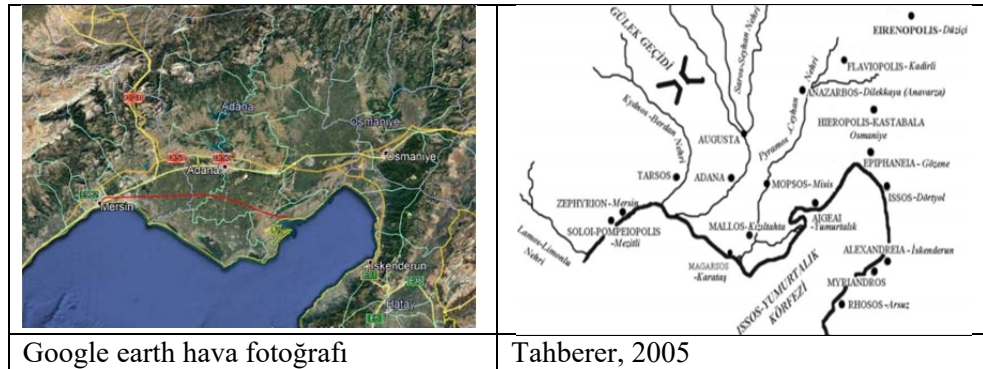 Adana
Osmaniye
Osmaniye
Adana
Mersin
İskenderun
Hatay
GÜLEK GEÇİDİ
Saros-Seyhan Nehri
EIRENOPOLIS-Düziçi
FLAVIOPOLIS-Kadirli
ANAZARBOS-Dilekkaya (Anavarza)
Kydnos-Berdan Nehri
Pyramos-Ceyhan Nehri
HIEROPOLIS-KASTABALA
Osmaniye
AUGUSTA
EPIPHANEIA-Gözene
TARSOS
ADANA
MOPSOS-Misis
ISSOS-Dörtyol
ZEPHYRION-Mersin
AIGEAI
-Yumurtalık
SOLOI-POMPEIOPOLIS
-Mezitli
MALLOS-Kızıltahta
Lamos-Limonlu
Nehri
ALEXANDREIA-İskenderun
MAGARSOS
-Karataş
MYRIANDROS
ISSOS-YUMURTALIK
KÖRFEZİ
RHOSOS-Arsuz
Google earth hava fotoğrafı
Tahberer, 2005